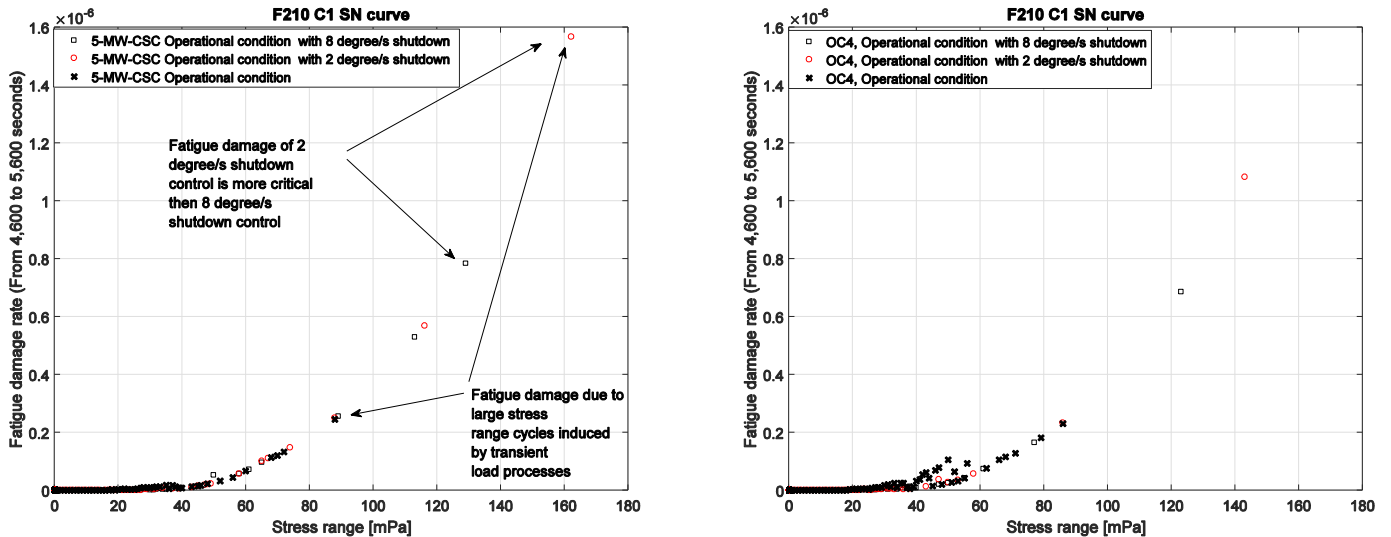 F210 C1 SN curve
×10⁻⁶
5-MW-CSC Operational condition with 8 degree/s shutdown
5-MW-CSC Operational condition with 2 degree/s shutdown
5-MW-CSC Operational condition
Fatigue damage of 2
degree/s shutdown
control is more critical
then 8 degree/s
shutdown control
Fatigue damage due to
large stress
range cycles induced
by transient
load processes
1.6
1.4
1.2
1
0.8
0.6
0.4
0.2
0
0 20 40 60 80 100 120 140 160 180
Stress range [mPa]
Fatigue damage rate (From 4,600 to 5,600 seconds)
F210 C1 SN curve
×10⁻⁶
OC4, Operational condition with 8 degree/s shutdown
OC4, Operational condition with 2 degree/s shutdown
OC4, Operational condition
1.6
1.4
1.2
1
0.8
0.6
0.4
0.2
0
0 20 40 60 80 100 120 140 160 180
Stress range [mPa]
Fatigue damage rate (From 4,600 to 5,600 seconds)